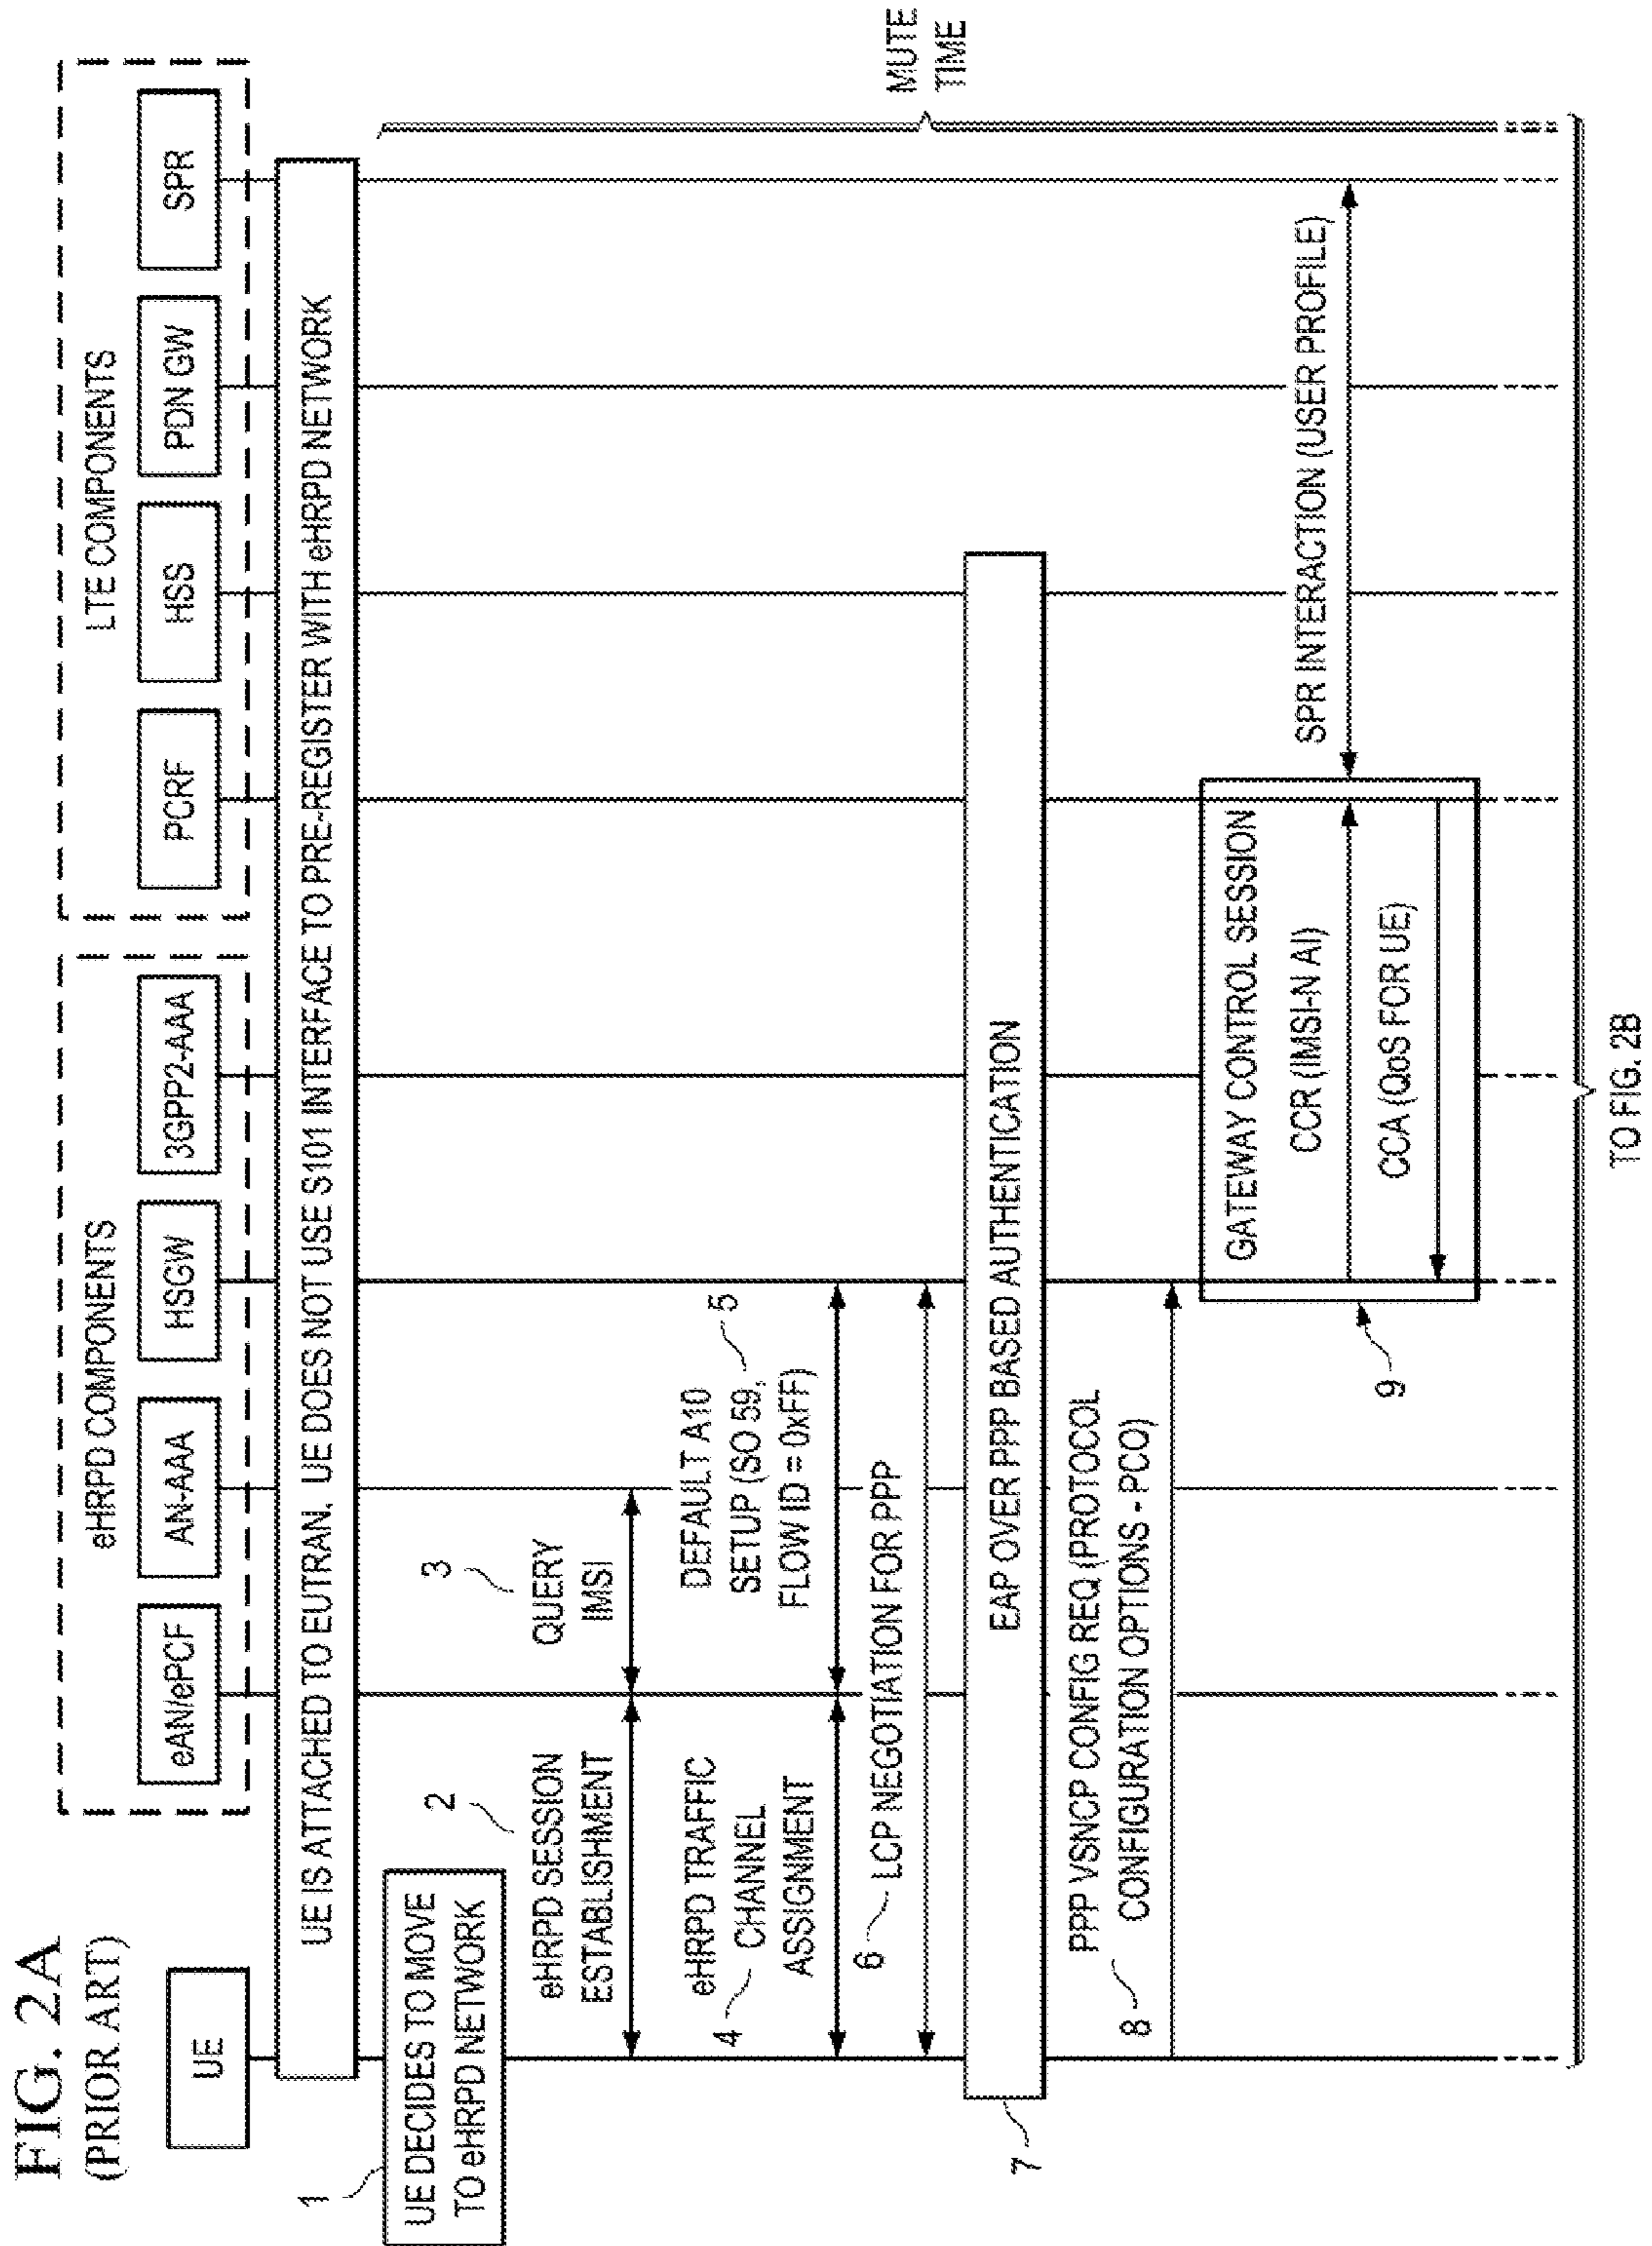 FIG. 2A
(PRIOR ART)
eHRPD COMPONENTS
LTE COMPONENTS
UE
eAN/ePCF
AN-AAA
HSGW
3GPP2-AAA
PCRF
HSS
PDN GW
SPR
UE IS ATTACHED TO EUTRAN. UE DOES NOT USE S101 INTERFACE TO PRE-REGISTER WITH eHRPD NETWORK
1
UE DECIDES TO MOVE
TO eHRPD NETWORK
2
eHRPD SESSION
ESTABLISHMENT
3
QUERY
IMSI
4
eHRPD TRAFFIC
CHANNEL
ASSIGNMENT
5
DEFAULT A10
SETUP (SO 59,
FLOW ID = 0xFF)
6
LCP NEGOTIATION FOR PPP
7
EAP OVER PPP BASED AUTHENTICATION
8
PPP VSNCP CONFIG REQ (PROTOCOL
CONFIGURATION OPTIONS - PCO)
9
GATEWAY CONTROL SESSION
CCR (IMSI-N AI)
CCA (QoS FOR UE)
SPR INTERACTION (USER PROFILE)
MUTE
TIME
TO FIG. 2B